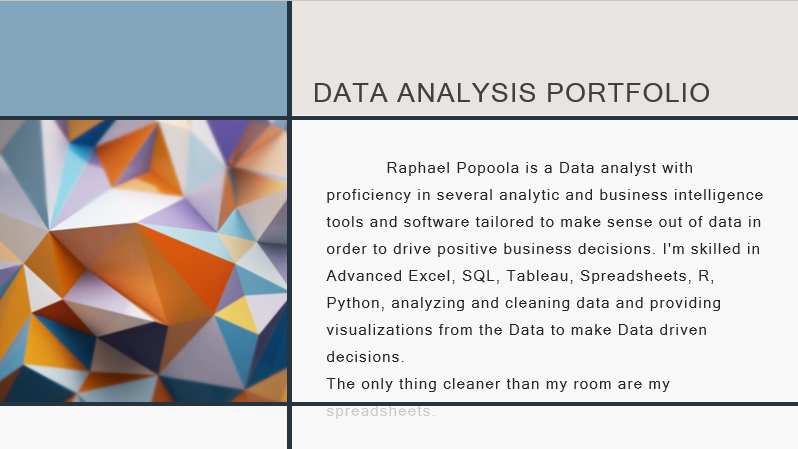 DATA ANALYSIS PORTFOLIO
Raphael Popoola is a Data analyst with
proficiency in several analytic and business intelligence
tools and software tailored to make sense out of data in
order to drive positive business decisions. I'm skilled in
Advanced Excel, SQL, Tableau, Spreadsheets, R,
Python, analyzing and cleaning data and providing
visualizations from the Data to make Data driven
decisions.
The only thing cleaner than my room are my
spreadsheets.